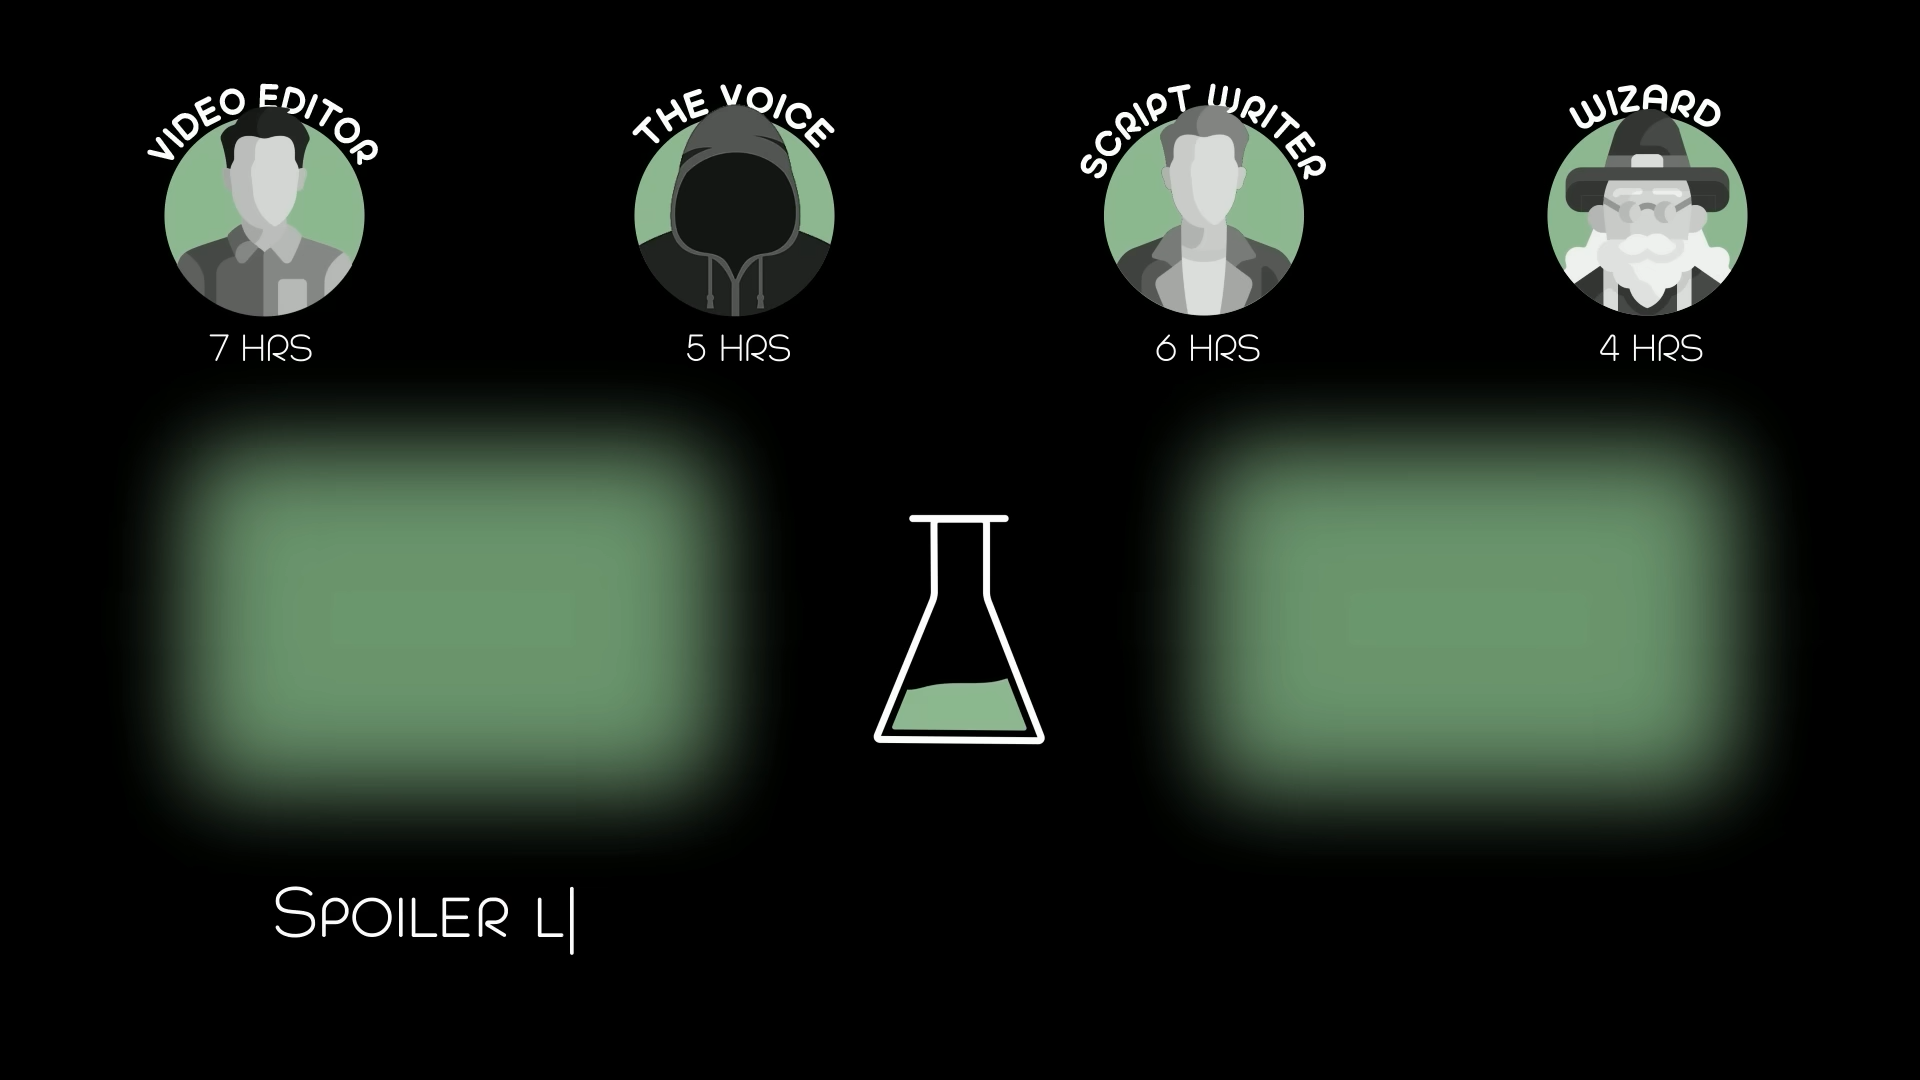 VIDEO EDITOR
THE VOICE
SCRIPT WRITER
WIZARD
7 HRS
5 HRS
6 HRS
4 HRS
Spoiler l